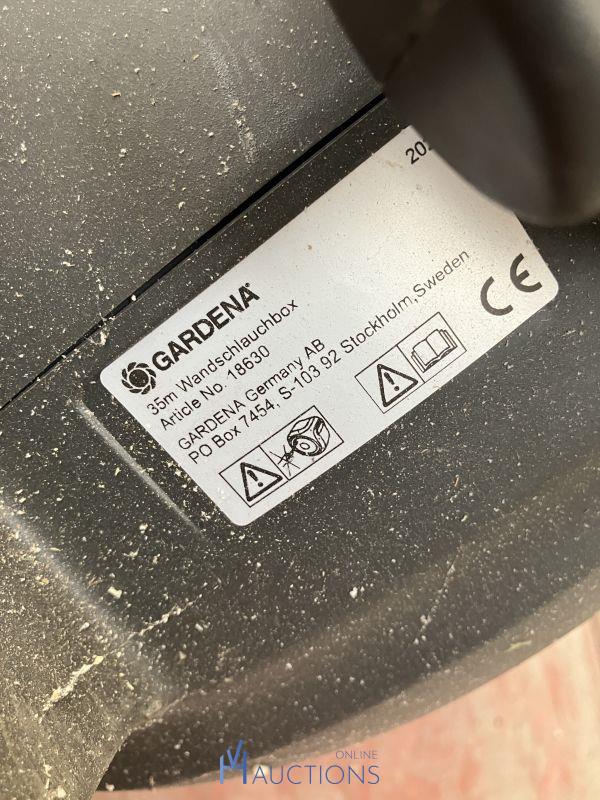 GARDENA
35m Wandschlauchbox
Article No. 18630
GARDENA Germany AB
PO Box 7454, S-103 92 Stockholm,Sweden
CE
VH ONLINE
AUCTIONS